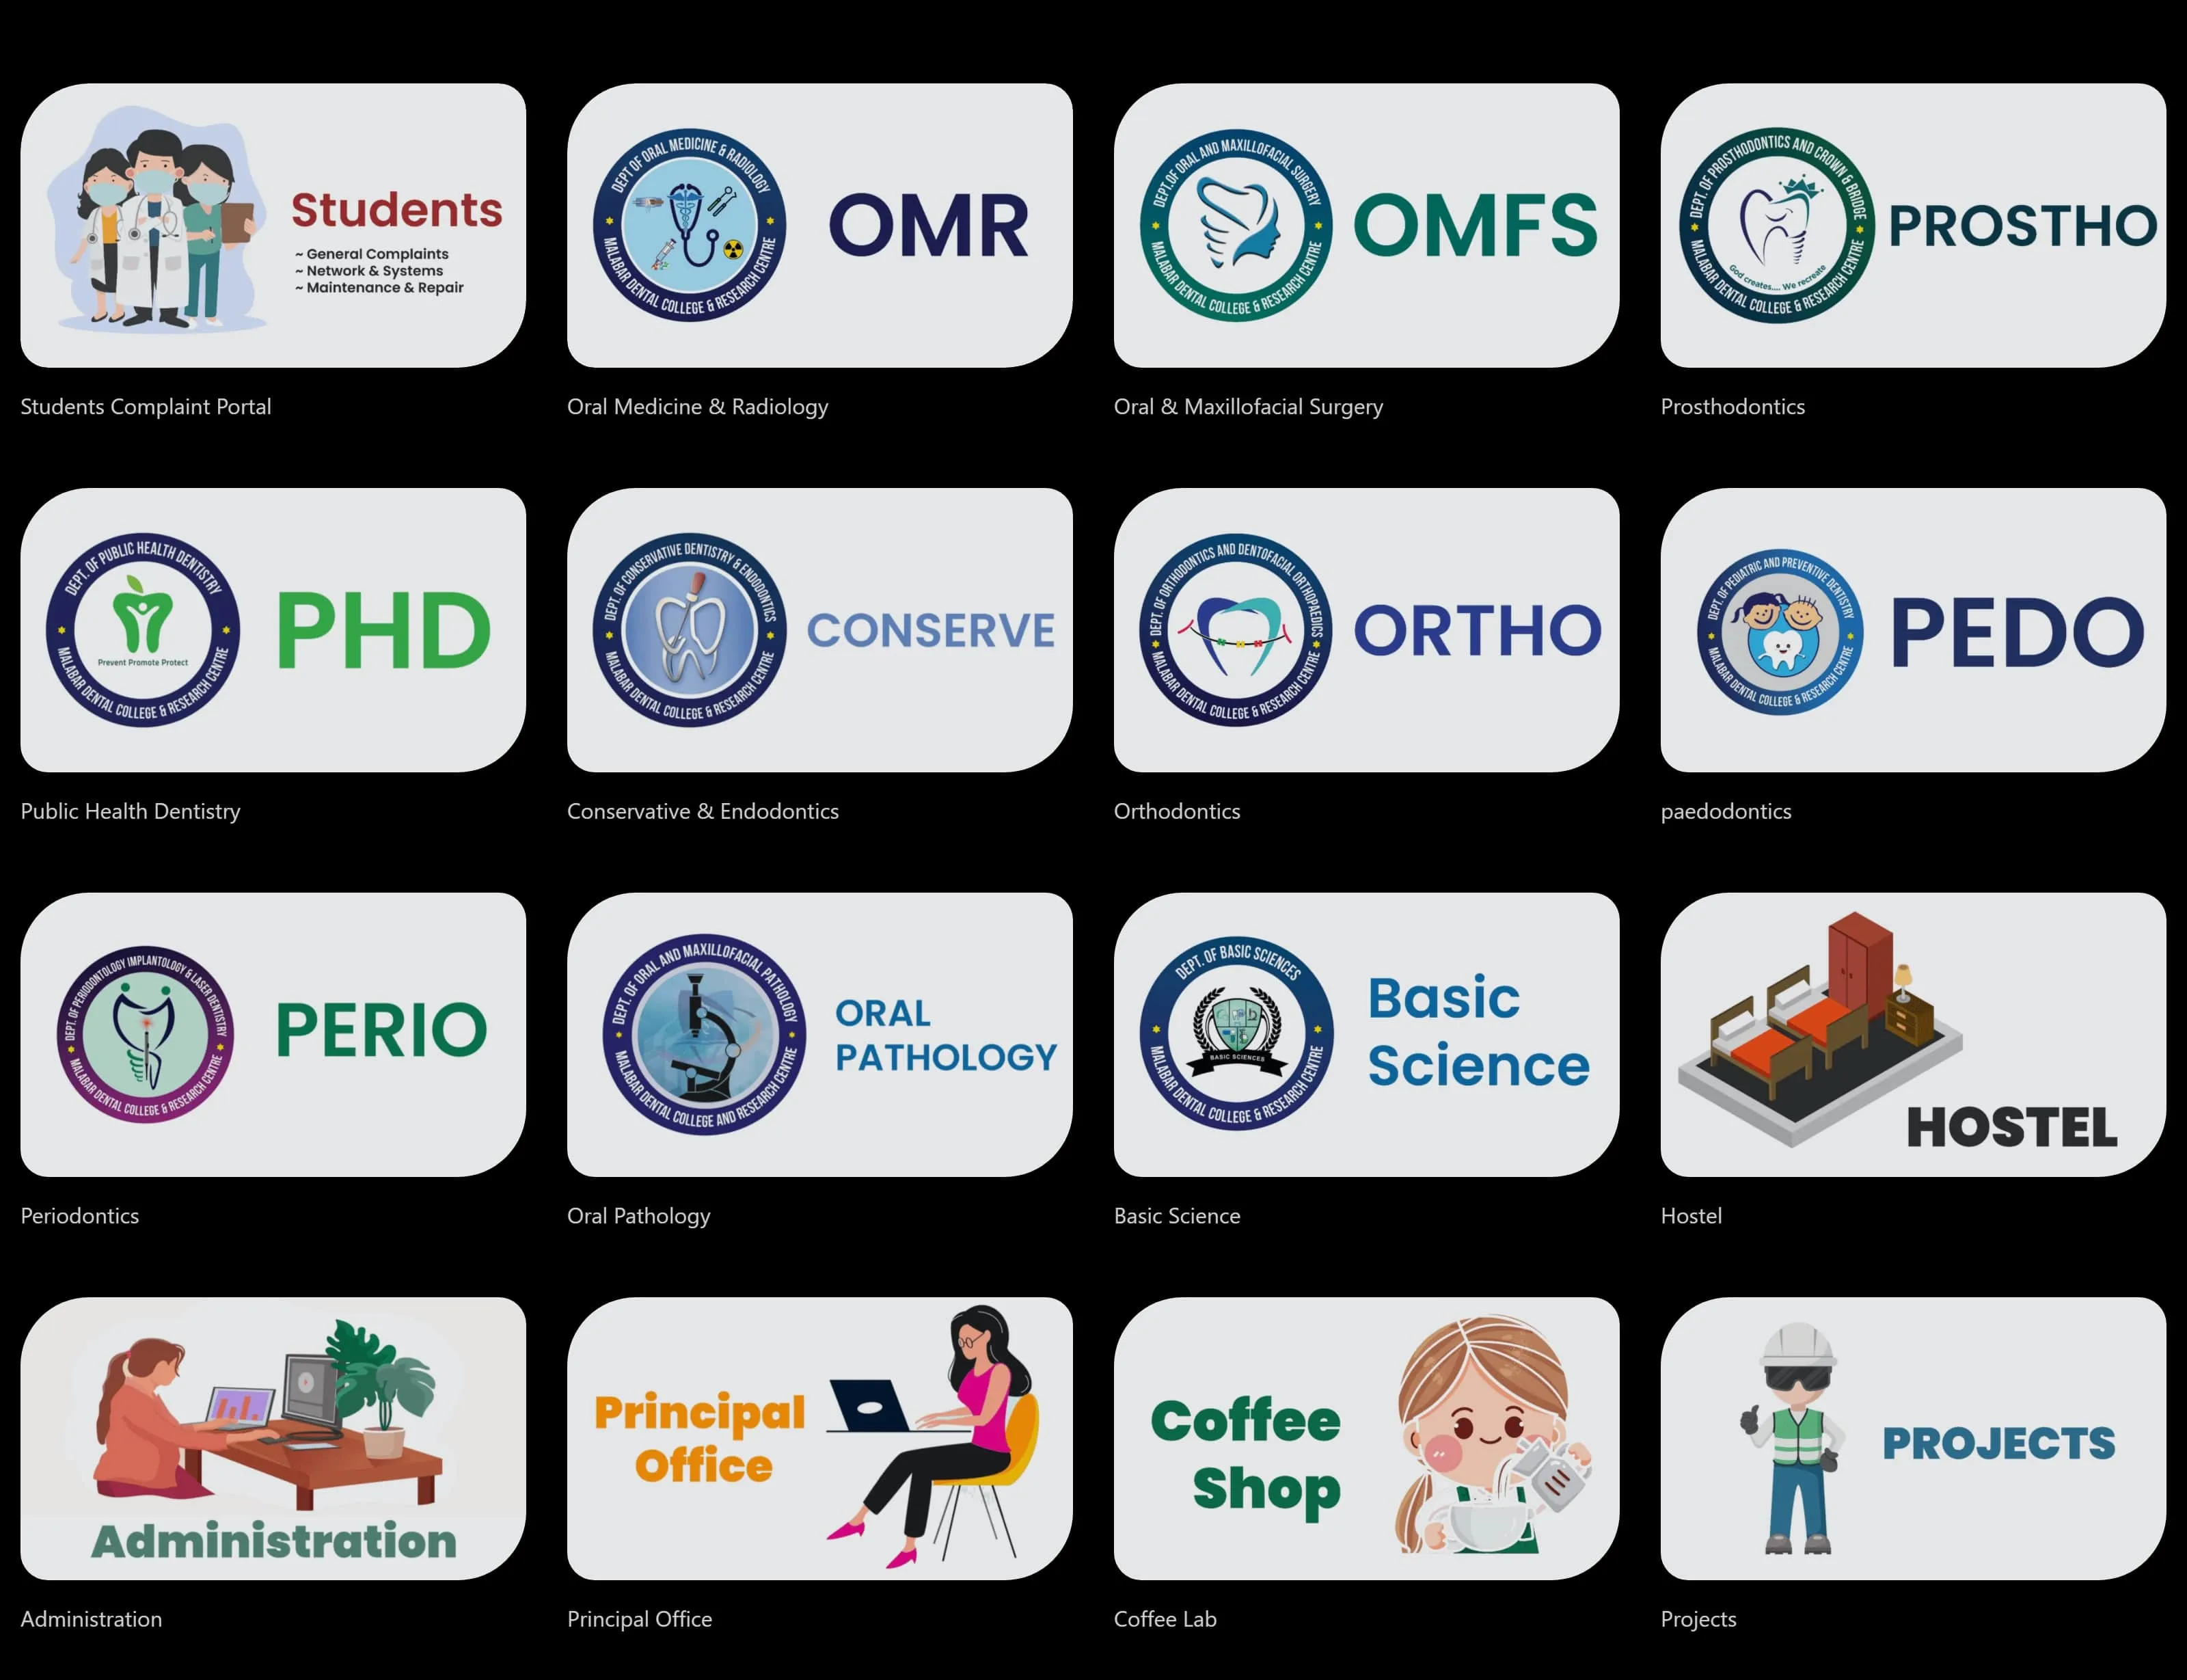 DEPT OF ORAL MEDICINE & RADIOLOGY
MALABAR DENTAL COLLEGE & RESEARCH CENTRE
DEPT.OF ORAL AND MAXILLOFACIAL SURGERY
MALABAR DENTAL COLLEGE & RESEARCH CENTRE
DEPT. OF PROSTHODONTICS AND CROWN & BRIDGE
God creates.... We recreate
MALABAR DENTAL COLLEGE & RESEARCH CENTRE
Students
~ General Complaints
~ Network & Systems
~ Maintenance & Repair
OMR
OMFS
PROSTHO
Students Complaint Portal
Oral Medicine & Radiology
Oral & Maxillofacial Surgery
Prosthodontics
DEPT. OF PUBLIC HEALTH DENTISTRY
Prevent Promote Protect
MALABAR DENTAL COLLEGE & RESEARCH CENTRE
PHD
DEPT. OF CONSERVATIVE DENTISTRY & ENDODONTICS
MALABAR DENTAL COLLEGE & RESEARCH CENTRE
CONSERVE
DEPT. OF ORTHODONTICS AND DENTOFACIAL ORTHOPAEDICS
MALABAR DENTAL COLLEGE & RESEARCH CENTRE
ORTHO
DEPT. OF PEDIATRIC AND PREVENTIVE DENTISTRY
MALABAR DENTAL COLLEGE & RESEARCH CENTRE
PEDO
Public Health Dentistry
Conservative & Endodontics
Orthodontics
paedodontics
DEPT. OF PERIODONTOLOGY IMPLANTOLOGY & LASER DENTISTRY
MALABAR DENTAL COLLEGE & RESEARCH CENTRE
PERIO
DEPT. OF ORAL AND MAXILLOFACIAL PATHOLOGY
MALABAR DENTAL COLLEGE AND RESEARCH CENTRE
ORAL
PATHOLOGY
DEPT. OF BASIC SCIENCES
BASIC SCIENCES
MALABAR DENTAL COLLEGE & RESEARCH CENTRE
Basic
Science
HOSTEL
Periodontics
Oral Pathology
Basic Science
Hostel
Administration
Principal
Office
Coffee
Shop
PROJECTS
Administration
Principal Office
Coffee Lab
Projects